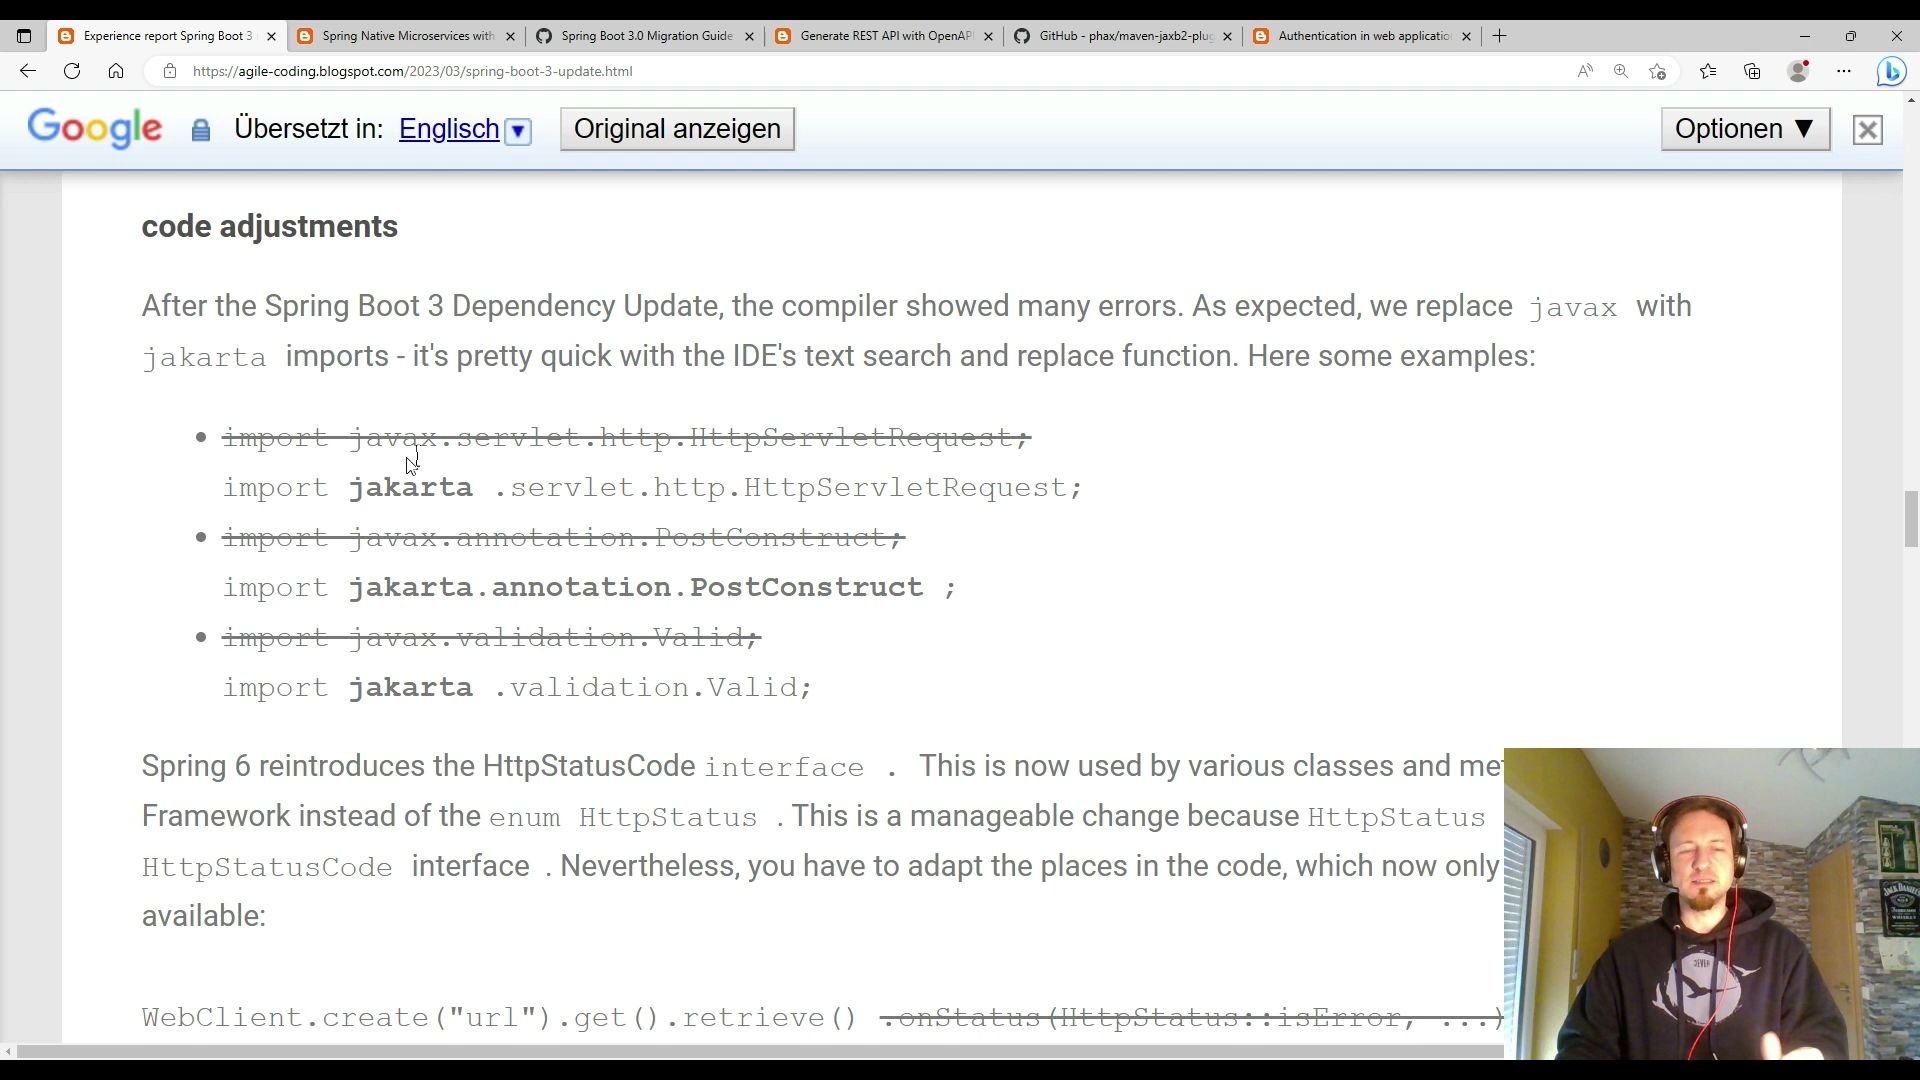 Experience report Spring Boot 3
Spring Native Microservices with
Spring Boot 3.0 Migration Guide
Generate REST API with OpenAP
GitHub - phax/maven-jaxb2-plug
Authentication in web applicatio
https://agile-coding.blogspot.com/2023/03/spring-boot-3-update.html
Google Übersetzt in: Englisch ▼ Original anzeigen Optionen ▼
code adjustments
After the Spring Boot 3 Dependency Update, the compiler showed many errors. As expected, we replace javax with
jakarta imports - it's pretty quick with the IDE's text search and replace function. Here some examples:
• import javax.servlet.http.HttpServletRequest;
import jakarta .servlet.http.HttpServletRequest;
• import javax.annotation.PostConstruct;
import jakarta.annotation.PostConstruct ;
• import javax.validation.Valid;
import jakarta .validation.Valid;
Spring 6 reintroduces the HttpStatusCode interface . This is now used by various classes and me
Framework instead of the enum HttpStatus . This is a manageable change because HttpStatus
HttpStatusCode interface . Nevertheless, you have to adapt the places in the code, which now only
available:
WebClient.create("url").get().retrieve() .onStatus(HttpStatus::isError, ...)
JACK DANIEL'S